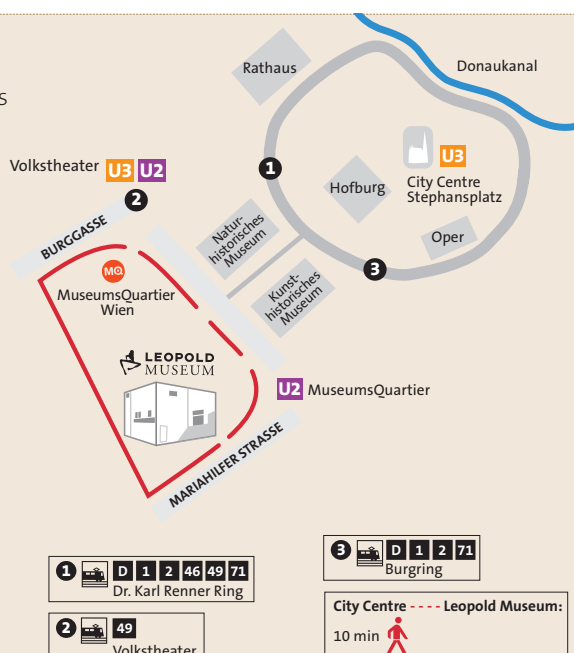 S
Rathaus
Donaukanal
Volkstheater U3 U2
1
U3
City Centre
Stephansplatz
Hofburg
2
BURGGASSE
Natur-
historisches
Museum
Oper
3
MQ
MuseumsQuartier
Wien
Kunst-
historisches
Museum
LEOPOLD
MUSEUM
U2 MuseumsQuartier
MARIAHILFER STRASSE
1 D 1 2 46 49 71
Dr. Karl Renner Ring
2 49
Volkstheater
3 D 1 2 71
Burgring
City Centre - - - - Leopold Museum:
10 min